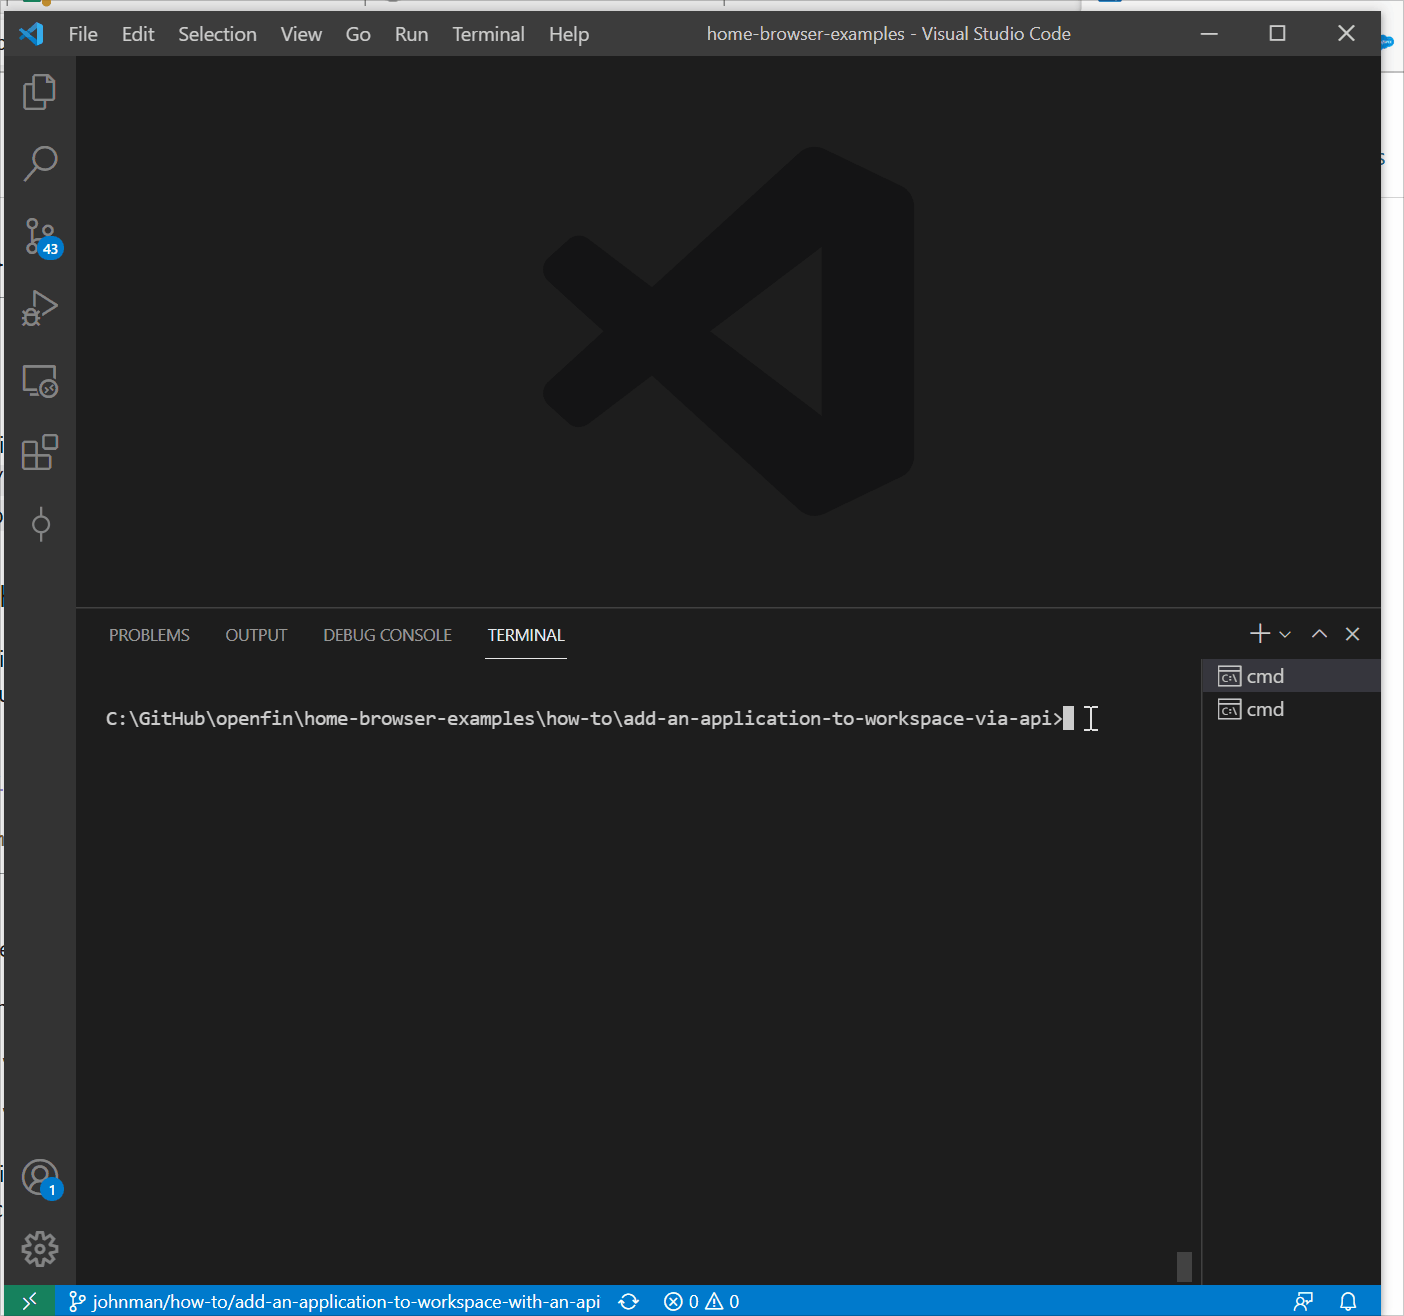 File Edit Selection View Go Run Terminal Help home-browser-examples - Visual Studio Code
43
PROBLEMS OUTPUT DEBUG CONSOLE TERMINAL
cmd
cmd
C:\GitHub\openfin\home-browser-examples\how-to\add-an-application-to-workspace-via-api>
1
johnman/how-to/add-an-application-to-workspace-with-an-api 0 0